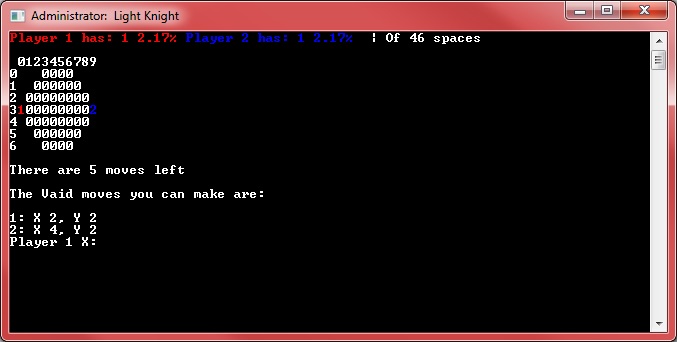 Administrator: Light Knight
Player 1 has: 1 2.17% Player 2 has: 1 2.17% ¦ Of 46 spaces
 0123456789
0   0000
1  000000
2 00000000
31000000002
4 00000000
5  000000
6   0000
There are 5 moves left
The Vaid moves you can make are:
1: X 2, Y 2
2: X 4, Y 2
Player 1 X: